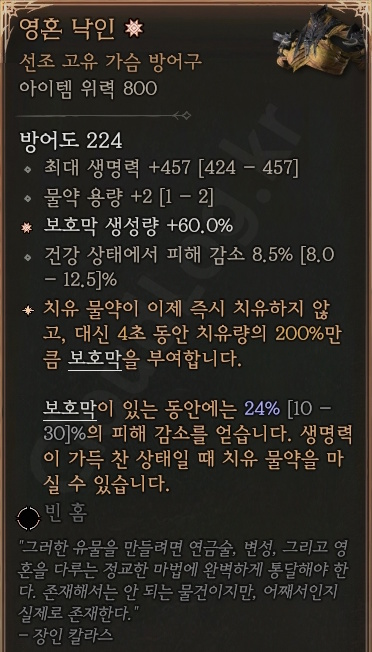 영혼 낙인
선조 고유 가슴 방어구
아이템 위력 800
방어도 224
최대 생명력 +457 [424 – 457]
물약 용량 +2 [1 – 2]
보호막 생성량 +60.0%
건강 상태에서 피해 감소 8.5% [8.0
– 12.5]%
치유 물약이 이제 즉시 치유하지 않
고, 대신 4초 동안 치유량의 200%만
큼 보호막을 부여합니다.
보호막이 있는 동안에는 24% [10 –
30]%의 피해 감소를 얻습니다. 생명력
이 가득 찬 상태일 때 치유 물약을 마
실 수 있습니다.
빈 홈
"그러한 유물을 만들려면 연금술, 변성, 그리고 영
혼을 다루는 정교한 마법에 완벽하게 통달해야 한
다. 존재해서는 안 되는 물건이지만, 어째서인지
실제로 존재한다."
– 장인 칼라스